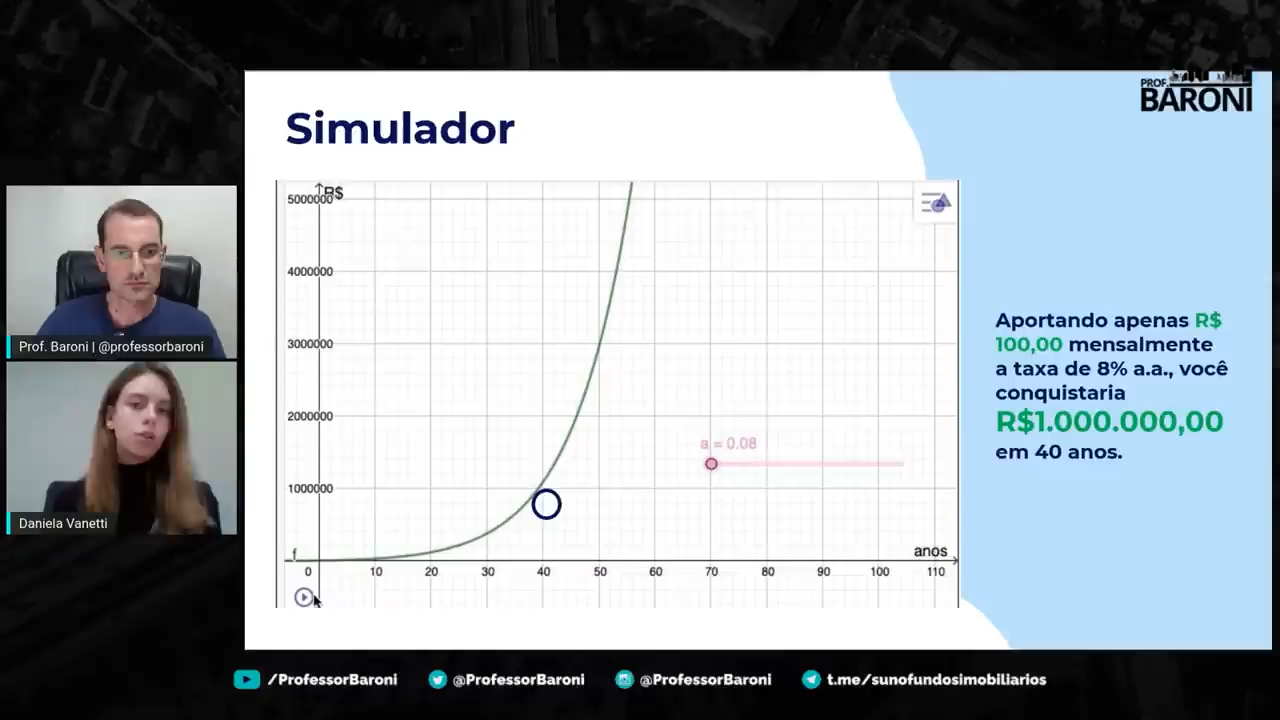 PROF.
BARONI
Simulador
R$
5000000
4000000
3000000
2000000
1000000
a = 0.08
f
anos
0 10 20 30 40 50 60 70 80 90 100 110
Aportando apenas R$
100,00 mensalmente
a taxa de 8% a.a., você
conquistaria
R$1.000.000,00
em 40 anos.
Prof. Baroni | @professorbaroni
Daniela Vanetti
/ProfessorBaroni @ProfessorBaroni @ProfessorBaroni t.me/sunofundosimobiliarios